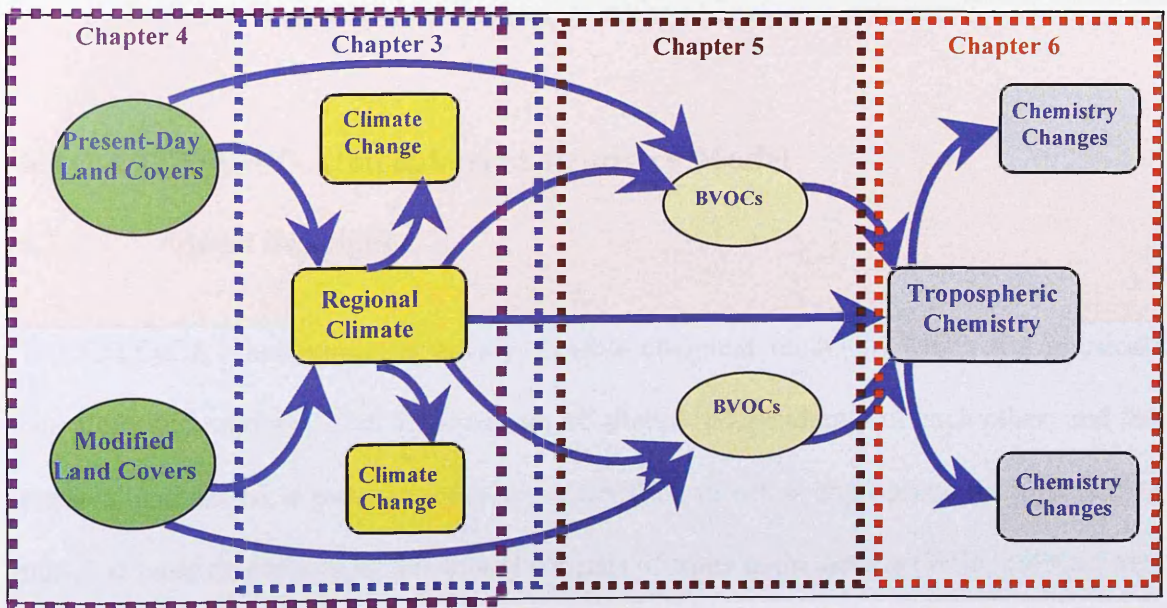 Chapter 4
Chapter 3
Chapter 5
Chapter 6
Present-Day
Land Covers
Climate
Change
BVOCs
Chemistry
Changes
Regional
Climate
Tropospheric
Chemistry
Modified
Land Covers
Climate
Change
BVOCs
Chemistry
Changes